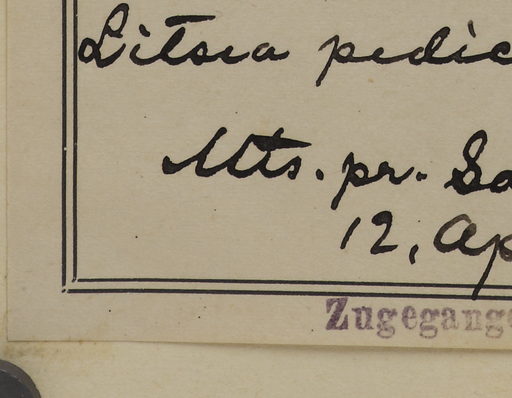 Litsea pedic
Mts. pr. Sa
12, Ap
Zugegange